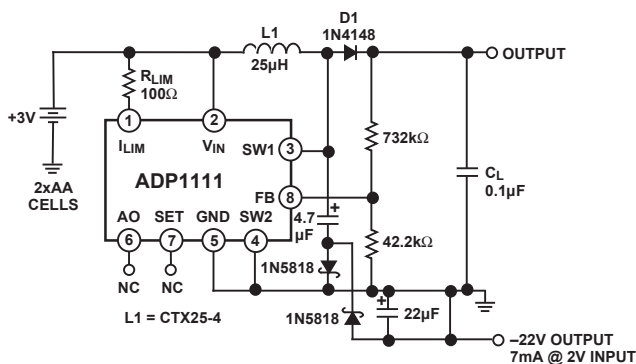 L1
25µH
D1
1N4148
OUTPUT
RLIM
100Ω
+3V
2xAA
CELLS
1
2
ILIM
VIN
SW1
3
732kΩ
ADP1111
FB
8
CL
0.1µF
AO
SET
GND
SW2
6
7
5
4
4.7
µF
+
42.2kΩ
NC
NC
1N5818
L1 = CTX25-4
1N5818
+
22µF
–22V OUTPUT
7mA @ 2V INPUT